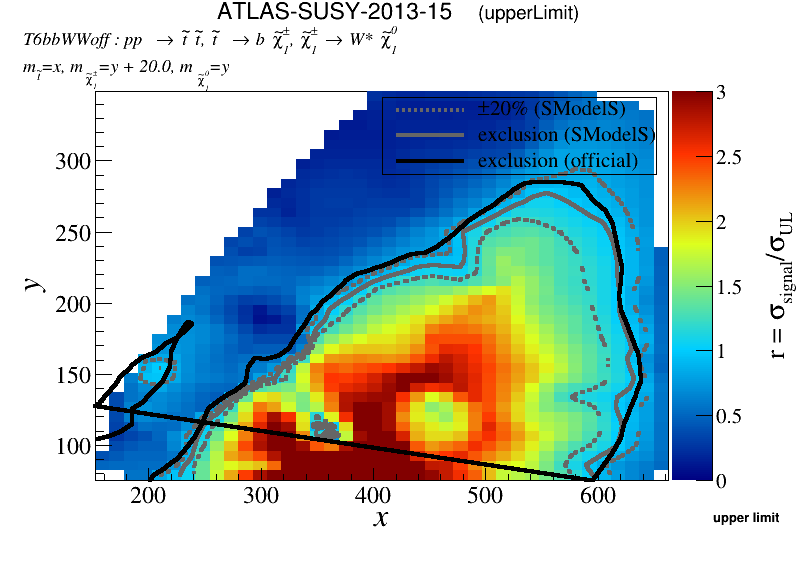 ATLAS-SUSY-2013-15 (upperLimit)
T6bbWWoff : pp → t̃ t̃, t̃ → b χ̃₁±, χ̃₁± → W* χ̃₁⁰
m_t̃=x, m_χ̃₁±=y + 20.0, m_χ̃₁⁰=y
±20% (SModelS)
exclusion (SModelS)
exclusion (official)
300
250
200
150
100
y
200 300 400 500 600
x
3
2.5
2
1.5
1
0.5
0
r = σ_signal/σ_UL
upper limit